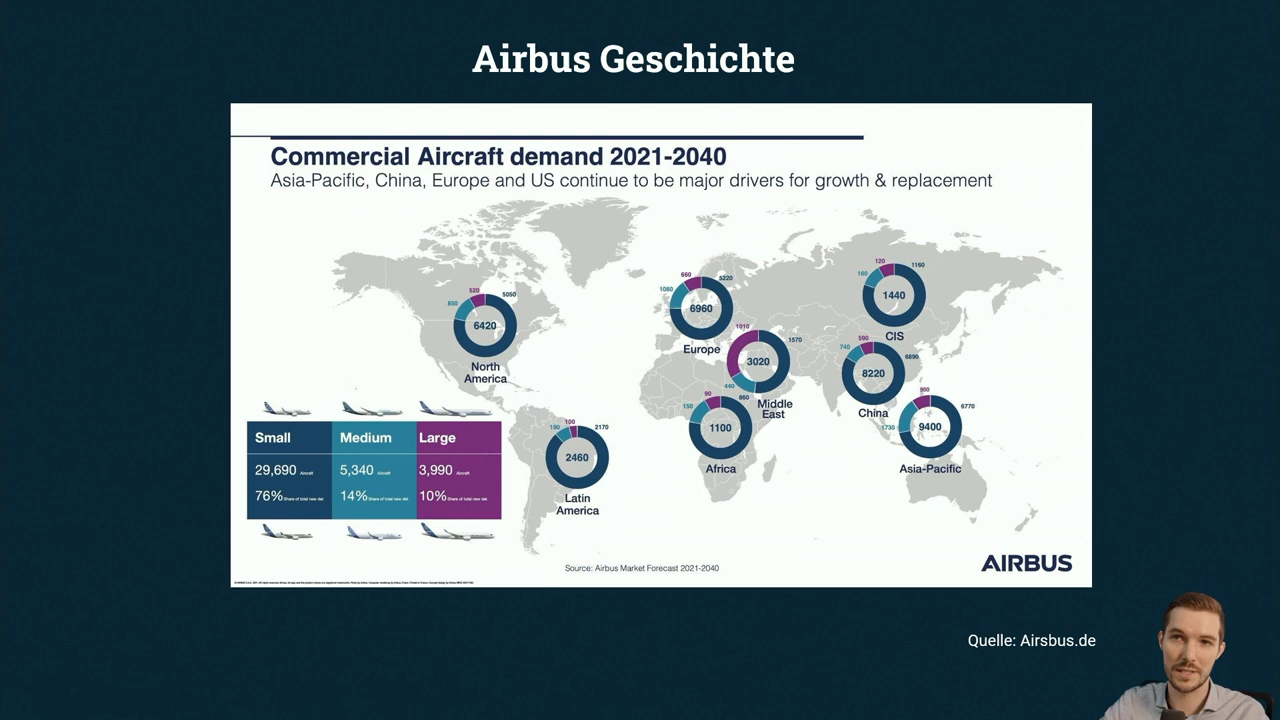 Airbus Geschichte
Commercial Aircraft demand 2021-2040
Asia-Pacific, China, Europe and US continue to be major drivers for growth & replacement
520
5050
850
6420
North
America
660
5220
1080
6960
Europe
120
1160
160
1440
CIS
1010
1570
3020
440
Middle
East
590
740
6890
8220
China
90
860
150
1100
Africa
900
6770
1730
9400
Asia-Pacific
100
190
2170
2460
Latin
America
Small Medium Large
29,690 Aircraft 5,340 Aircraft 3,990 Aircraft
76% Share of total new del. 14% Share of total new del. 10% Share of total new del.
Source: Airbus Market Forecast 2021-2040
AIRBUS
Quelle: Airsbus.de